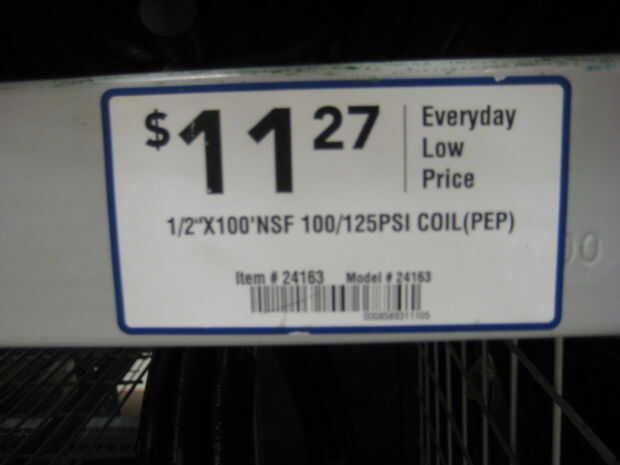 $11 27
Everyday
Low
Price
1/2"X100'NSF 100/125PSI COIL(PEP)
Item # 24163 Model # 24163